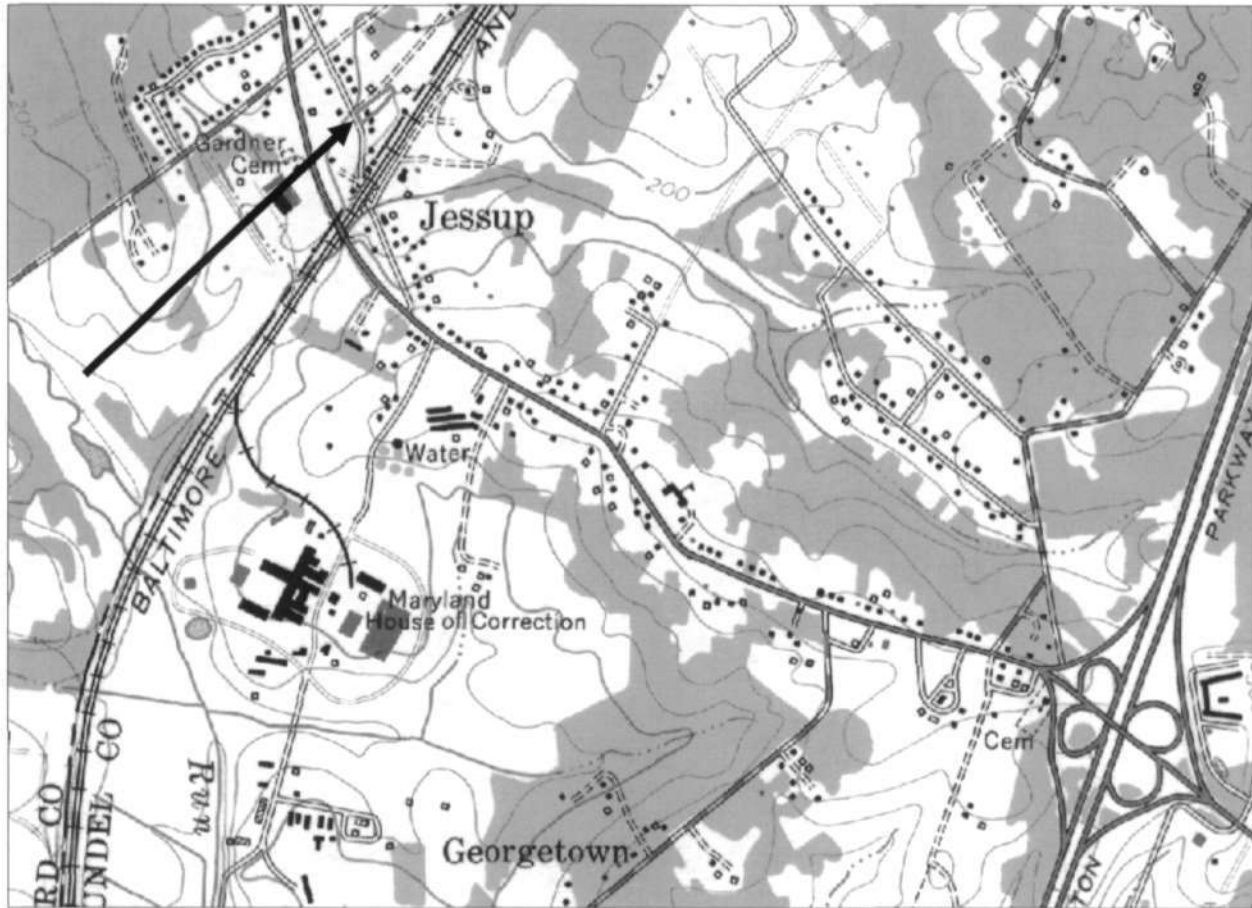 AND
200
Gardner
Cem
200
Jessup
Water
BALTIMORE
PARKWAY
Maryland
House of Correction
Cem
Run
RD CO
UNDEL CO
Georgetown
TON